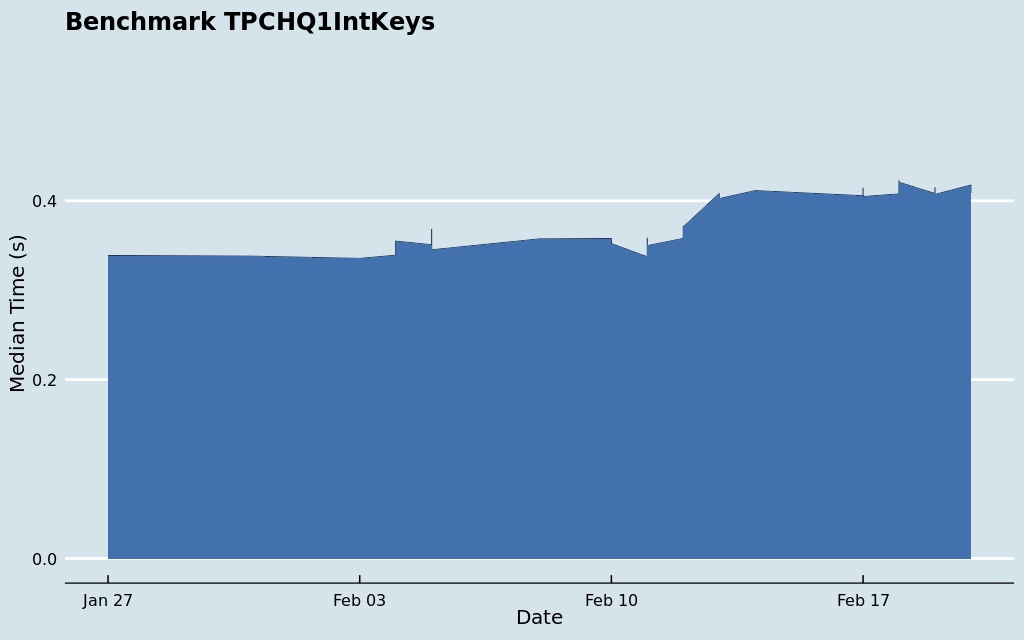 Benchmark TPCHQ1IntKeys
Median Time (s)
0.4
0.2
0.0
Jan 27
Feb 03
Feb 10
Feb 17
Date